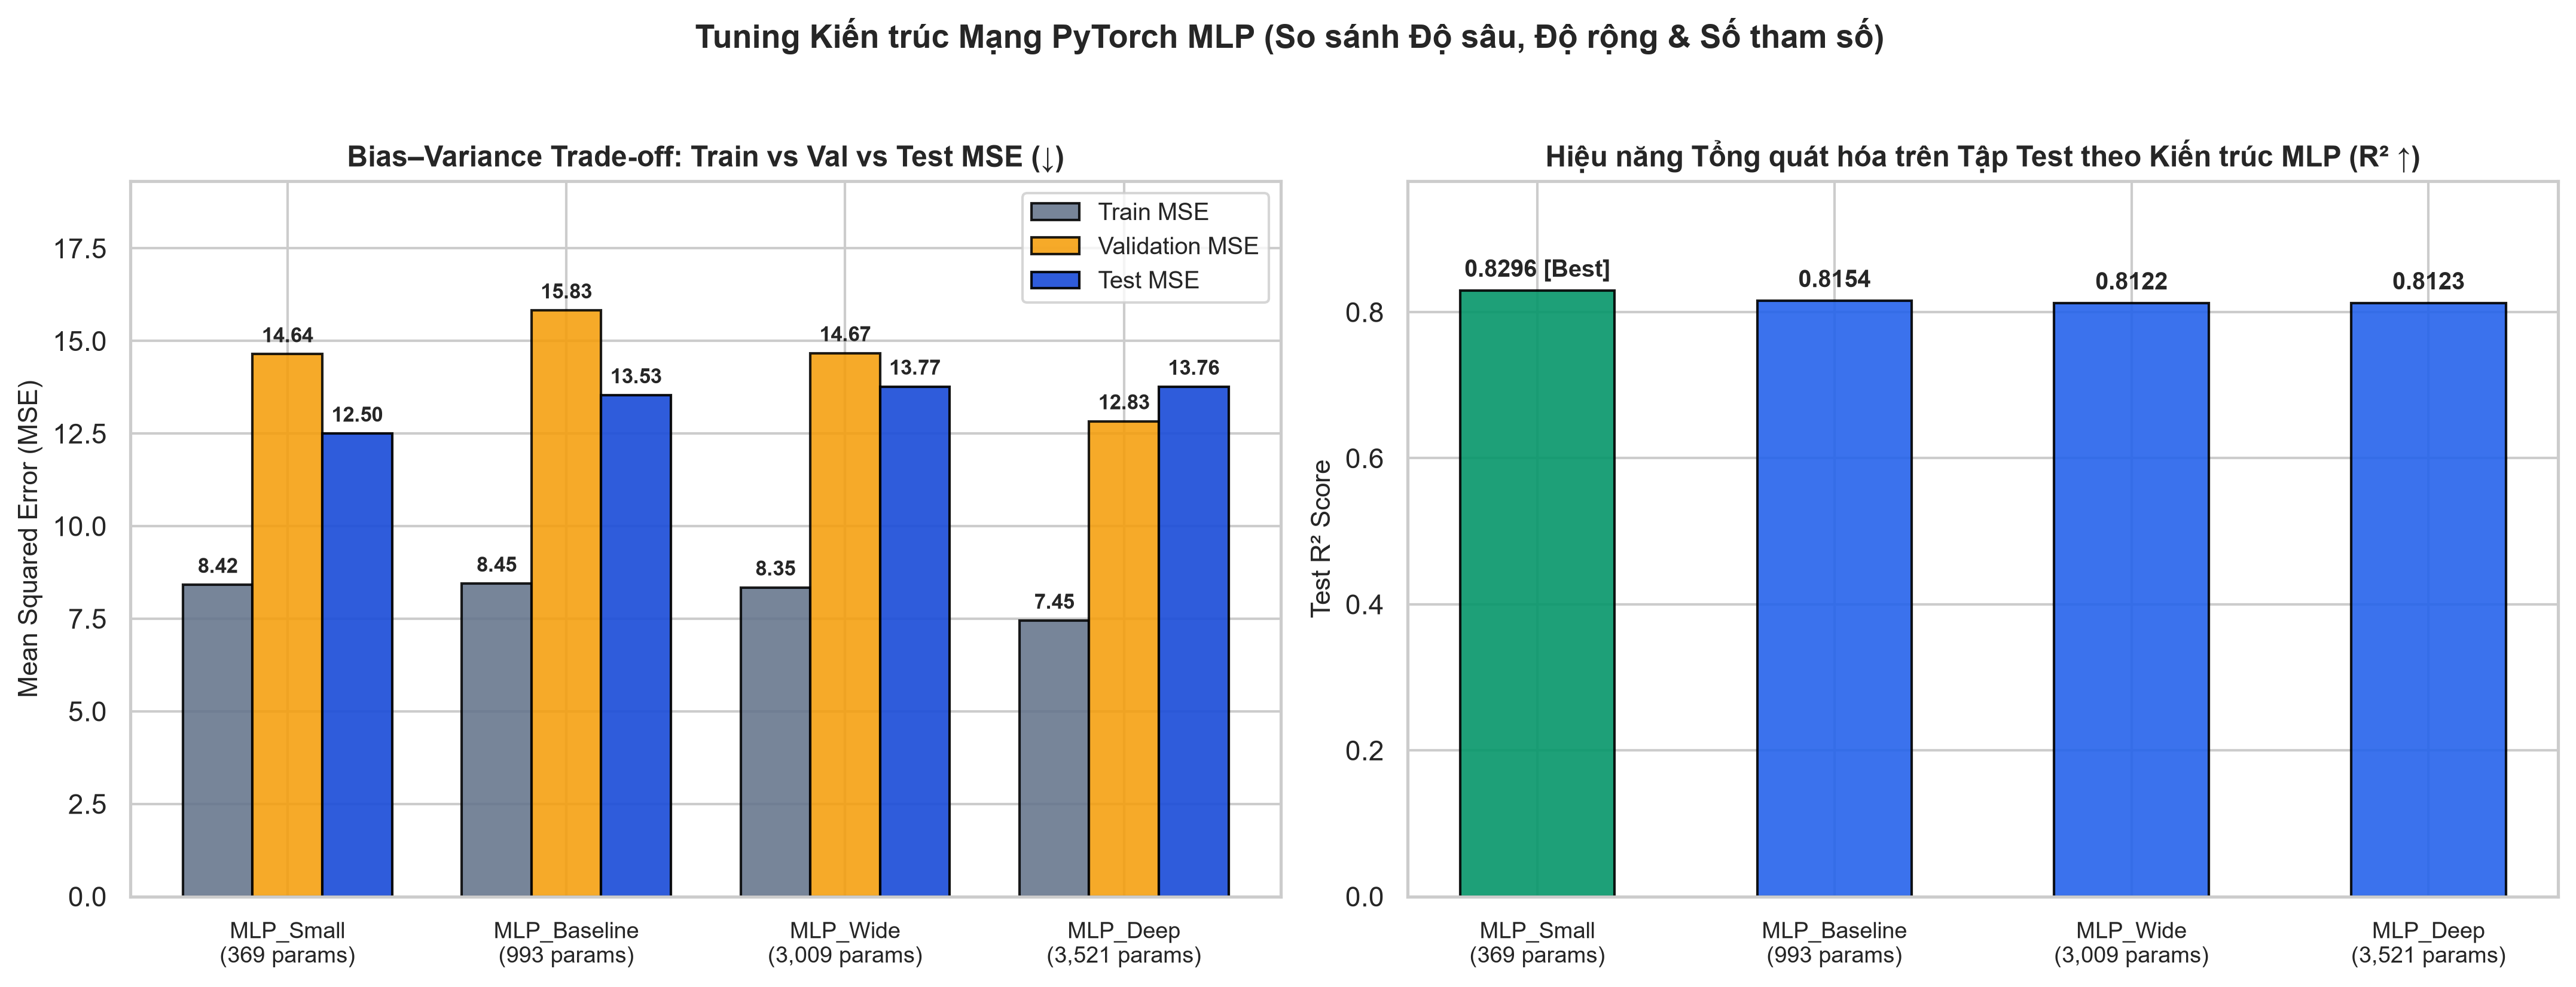 Tuning Kiến trúc Mạng PyTorch MLP (So sánh Độ sâu, Độ rộng & Số tham số)
Bias–Variance Trade-off: Train vs Val vs Test MSE (↓)
Mean Squared Error (MSE)
17.5
15.0
12.5
10.0
7.5
5.0
2.5
0.0
Train MSE
Validation MSE
Test MSE
8.42
14.64
12.50
8.45
15.83
13.53
8.35
14.67
13.77
7.45
12.83
13.76
MLP_Small
(369 params)
MLP_Baseline
(993 params)
MLP_Wide
(3,009 params)
MLP_Deep
(3,521 params)
Hiệu năng Tổng quát hóa trên Tập Test theo Kiến trúc MLP (R² ↑)
Test R² Score
0.8
0.6
0.4
0.2
0.0
0.8296 [Best]
0.8154
0.8122
0.8123
MLP_Small
(369 params)
MLP_Baseline
(993 params)
MLP_Wide
(3,009 params)
MLP_Deep
(3,521 params)